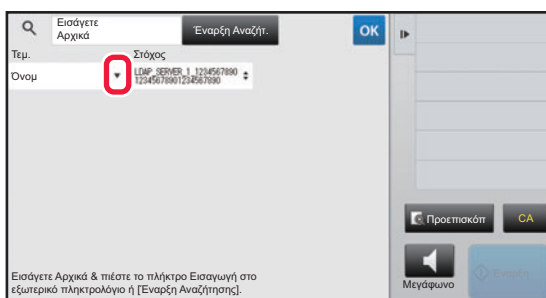 Εισάγετε
Αρχικά
Έναρξη Αναζήτ.
OK
Τεμ.
Στόχος
Όνομ
LDAP_SERVER_1_1234567890
12345678901234567890
Προεπισκόπ
CA
Μεγάφωνο
Έναρξη
Εισάγετε Αρχικά & πιέστε το πλήκτρο Εισαγωγή στο
εξωτερικό πληκτρολόγιο ή [Έναρξη Αναζήτησης].